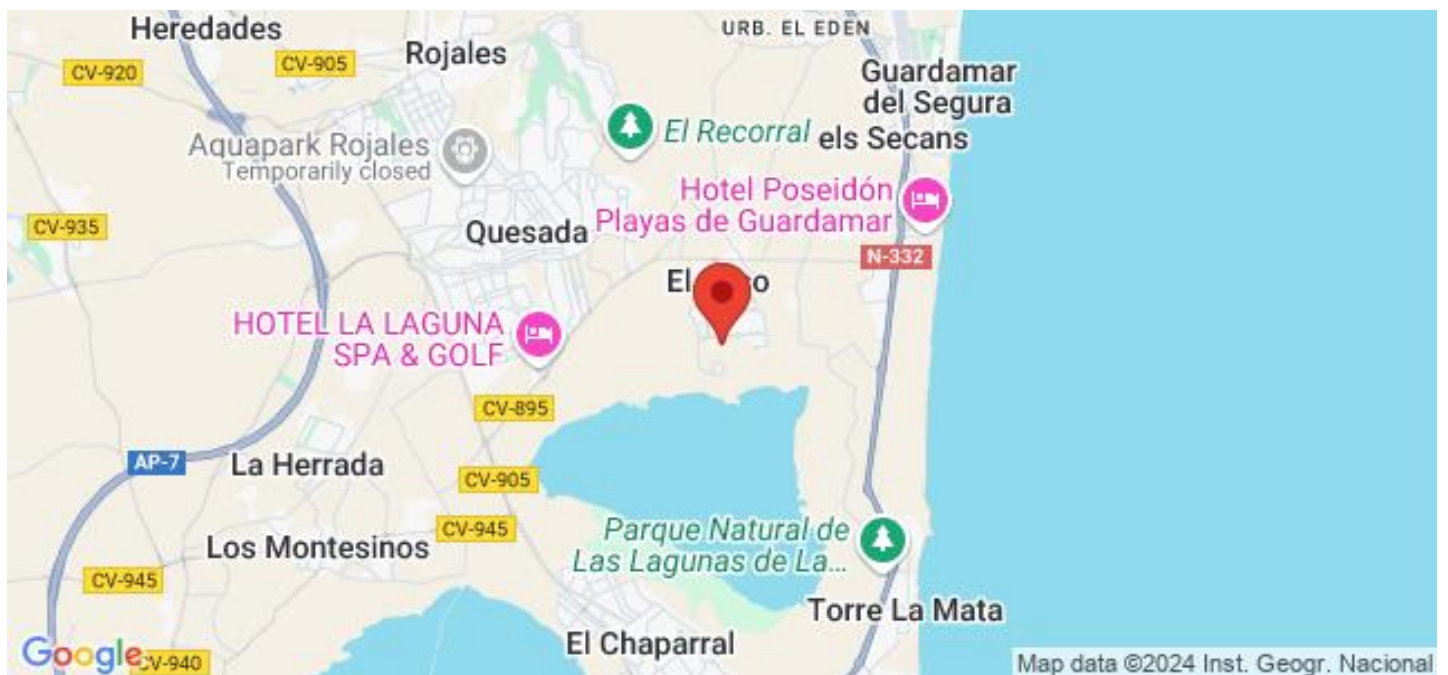 Heredades
URB. EL EDEN
Rojales
CV-920
CV-905
Guardamar
del Segura
Aquapark Rojales
Temporarily closed
El Recorral
els Secans
Hotel Poseidón
Playas de Guardamar
CV-935
Quesada
N-332
El
HOTEL LA LAGUNA
SPA & GOLF
CV-895
AP-7
La Herrada
CV-905
CV-945
Los Montesinos
Parque Natural de
Las Lagunas de La...
CV-945
Torre La Mata
El Chaparral
Google
CV-940
Map data ©2024 Inst. Geogr. Nacional